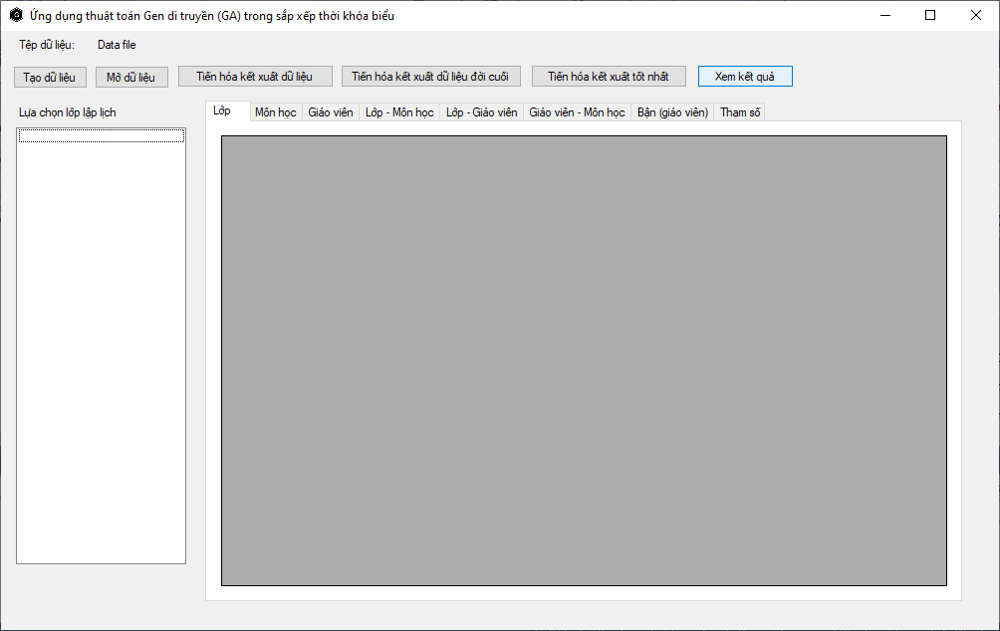 Ứng dụng thuật toán Gen di truyền (GA) trong sắp xếp thời khóa biểu
Tệp dữ liệu: Data file
Tạo dữ liệu Mở dữ liệu Tiến hóa kết xuất dữ liệu Tiến hóa kết xuất dữ liệu đời cuối Tiến hóa kết xuất tốt nhất Xem kết quả
Lựa chọn lớp lập lịch
Lớp Môn học Giáo viên Lớp - Môn học Lớp - Giáo viên Giáo viên - Môn học Bận (giáo viên) Tham số